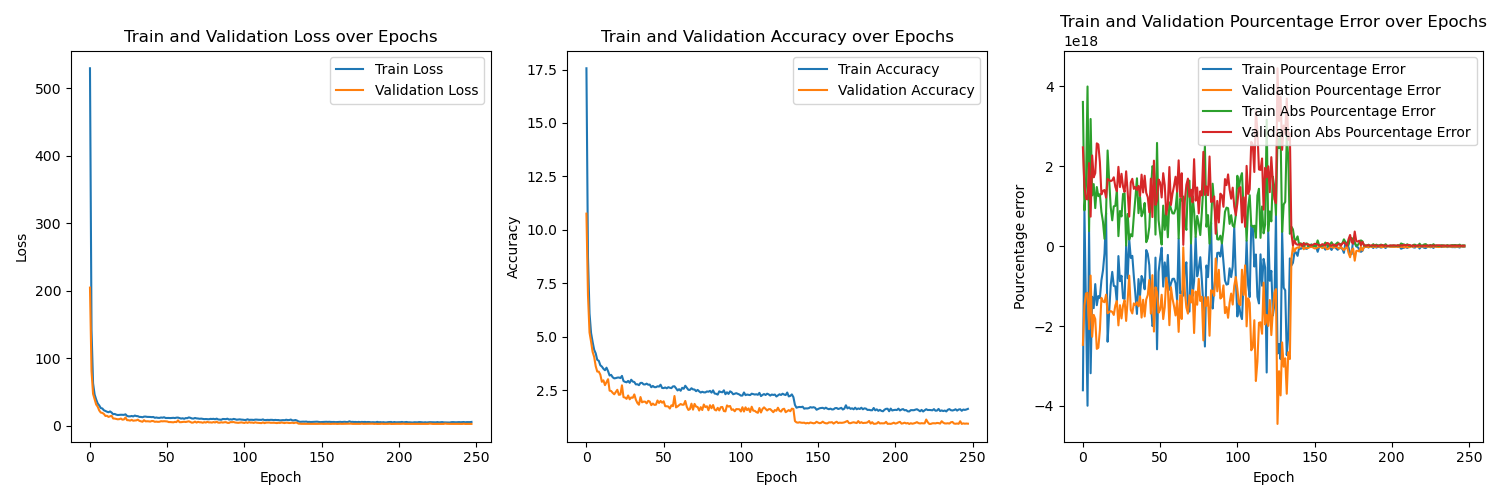 Train and Validation Loss over Epochs
Loss
500
400
300
200
100
0
Train Loss
Validation Loss
0 50 100 150 200 250
Epoch
Train and Validation Accuracy over Epochs
Accuracy
17.5
15.0
12.5
10.0
7.5
5.0
2.5
Train Accuracy
Validation Accuracy
0 50 100 150 200 250
Epoch
Train and Validation Pourcentage Error over Epochs
1e18
Pourcentage error
4
2
0
−2
−4
Train Pourcentage Error
Validation Pourcentage Error
Train Abs Pourcentage Error
Validation Abs Pourcentage Error
0 50 100 150 200 250
Epoch